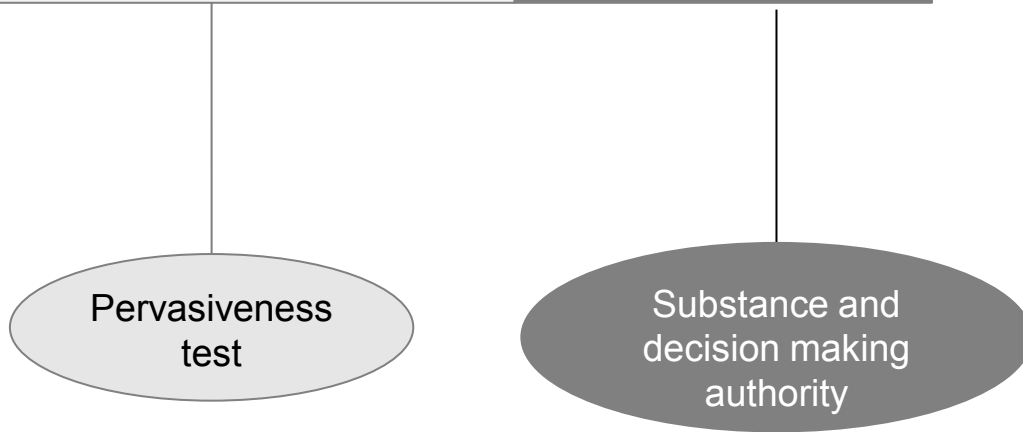 Pervasiveness
test
Substance and
decision making
authority